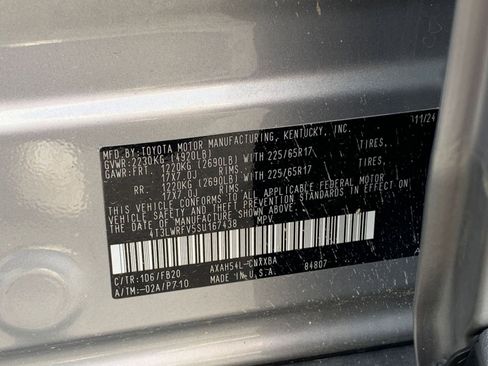 MFD.BY:TOYOTA MOTOR MANUFACTURING, KENTUCKY, INC. 11/24
GVWR:2230KG (4920LB)
GAWR:FRT. 1220KG (2690LB) WITH 225/65R17 TIRES,
17X7.0J RIMS
RR. 1220KG (2690LB) WITH 225/65R17 TIRES,
17X7.0J RIMS
THIS VEHICLE CONFORMS TO ALL APPLICABLE FEDERAL MOTOR
VEHICLE SAFETY AND THEFT PREVENTION STANDARDS IN EFFECT
ON THE DATE OF MANUFACTURE SHOWN ABOVE.
4T3LWRFV5SU167438 MPV
C/TR:1D6/FB20 AXAH54L-CNXXBA 84807
A/TM:-02A/P710 MADE IN U.S.A.